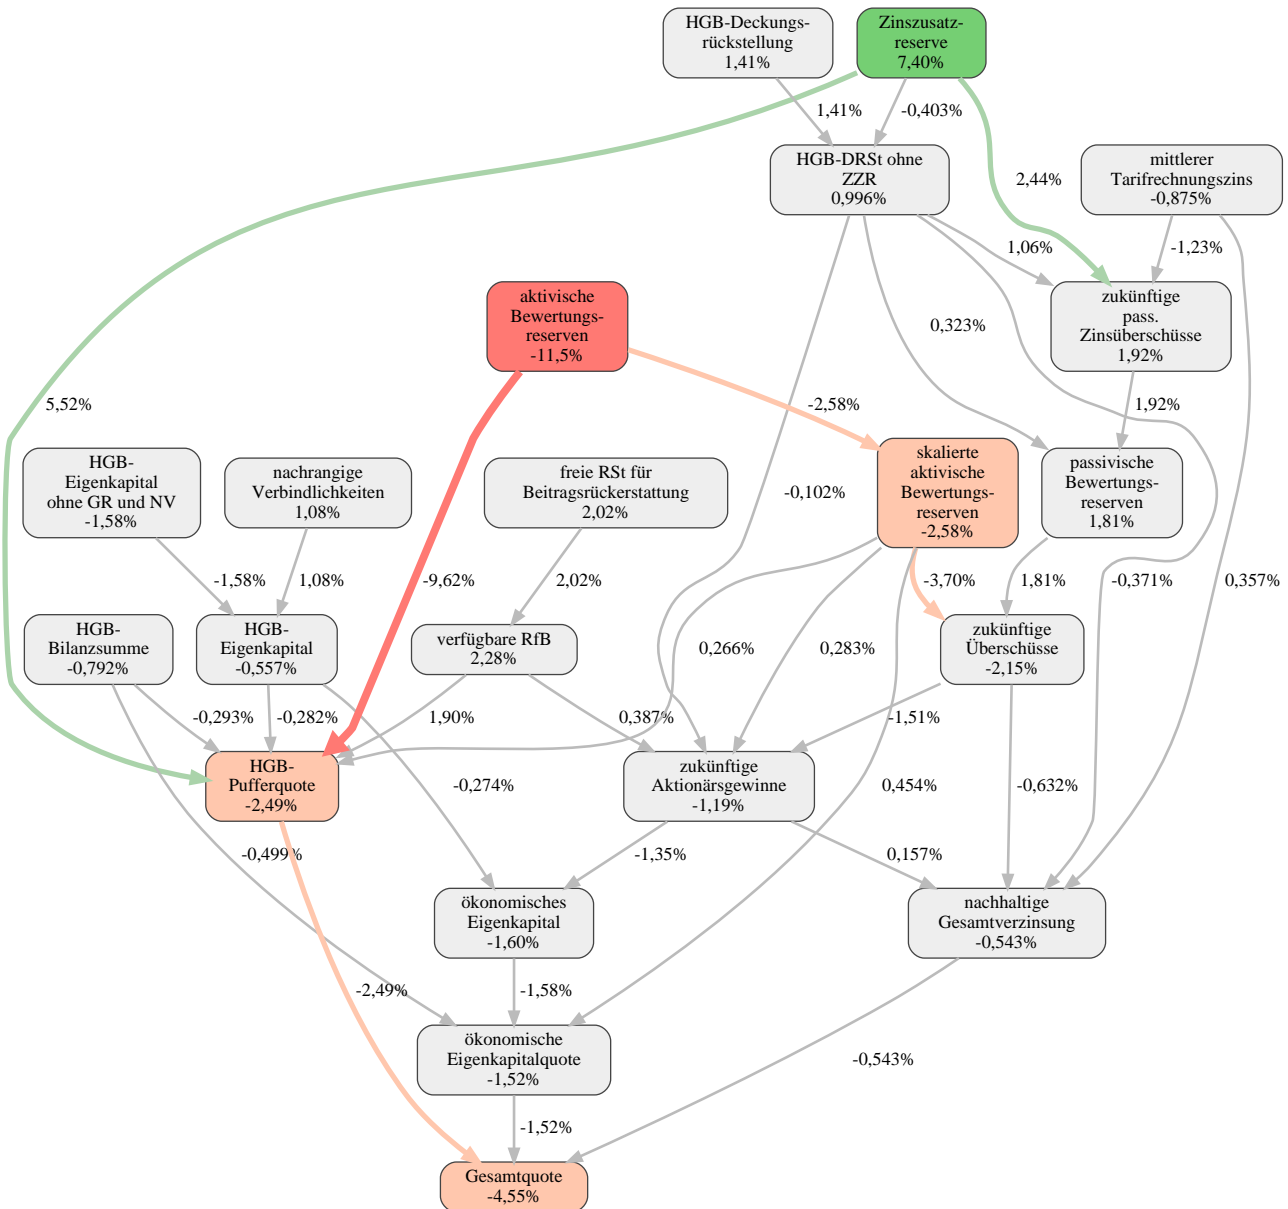 HGB-Deckungs-
rückstellung
1,41%
Zinszusatz-
reserve
7,40%
1,41%
-0,403%
HGB-DRSt ohne
ZZR
0,996%
mittlerer
Tarifrechnungszins
-0,875%
2,44%
1,06%
-1,23%
aktivische
Bewertungs-
reserven
-11,5%
zukünftige
pass.
Zinsüberschüsse
1,92%
0,323%
5,52%
-2,58%
1,92%
HGB-
Eigenkapital
ohne GR und NV
-1,58%
nachrangige
Verbindlichkeiten
1,08%
freie RSt für
Beitragsrückerstattung
2,02%
-0,102%
skalierte
aktivische
Bewertungs-
reserven
-2,58%
passivische
Bewertungs-
reserven
1,81%
-1,58%
1,08%
-9,62%
2,02%
-3,70%
1,81%
-0,371%
0,357%
HGB-
Bilanzsumme
-0,792%
HGB-
Eigenkapital
-0,557%
verfügbare RfB
2,28%
0,266%
0,283%
zukünftige
Überschüsse
-2,15%
-0,293%
-0,282%
1,90%
0,387%
-1,51%
HGB-
Pufferquote
-2,49%
-0,274%
zukünftige
Aktionärsgewinne
-1,19%
0,454%
-0,632%
-0,499%
-1,35%
0,157%
ökonomisches
Eigenkapital
-1,60%
nachhaltige
Gesamtverzinsung
-0,543%
-2,49%
-1,58%
ökonomische
Eigenkapitalquote
-1,52%
-0,543%
-1,52%
Gesamtquote
-4,55%